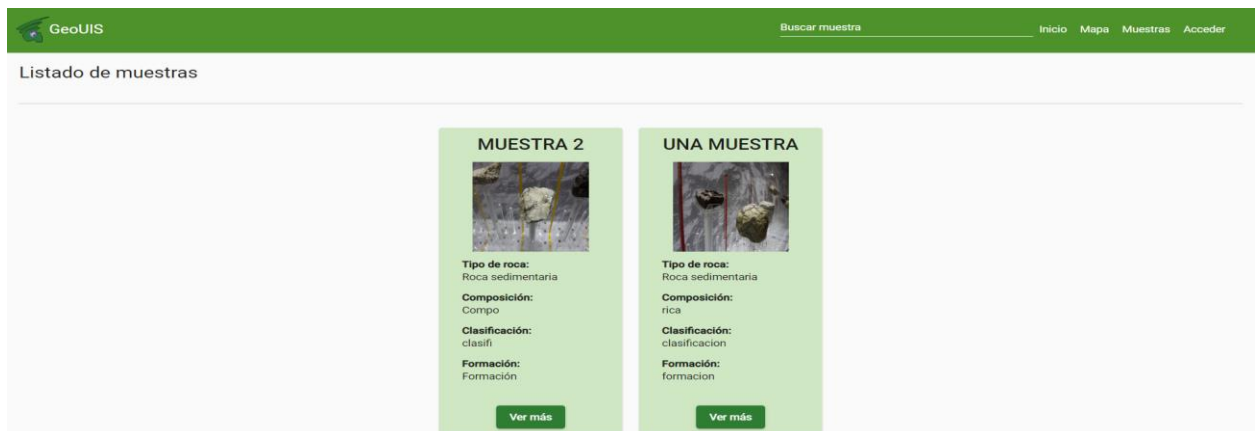 GeoUIS
Buscar muestra
Inicio Mapa Muestras Acceder
Listado de muestras
MUESTRA 2
Tipo de roca:
Roca sedimentaria
Composición:
Compo
Clasificación:
clasifi
Formación:
Formación
Ver más
UNA MUESTRA
Tipo de roca:
Roca sedimentaria
Composición:
rica
Clasificación:
clasificacion
Formación:
formacion
Ver más